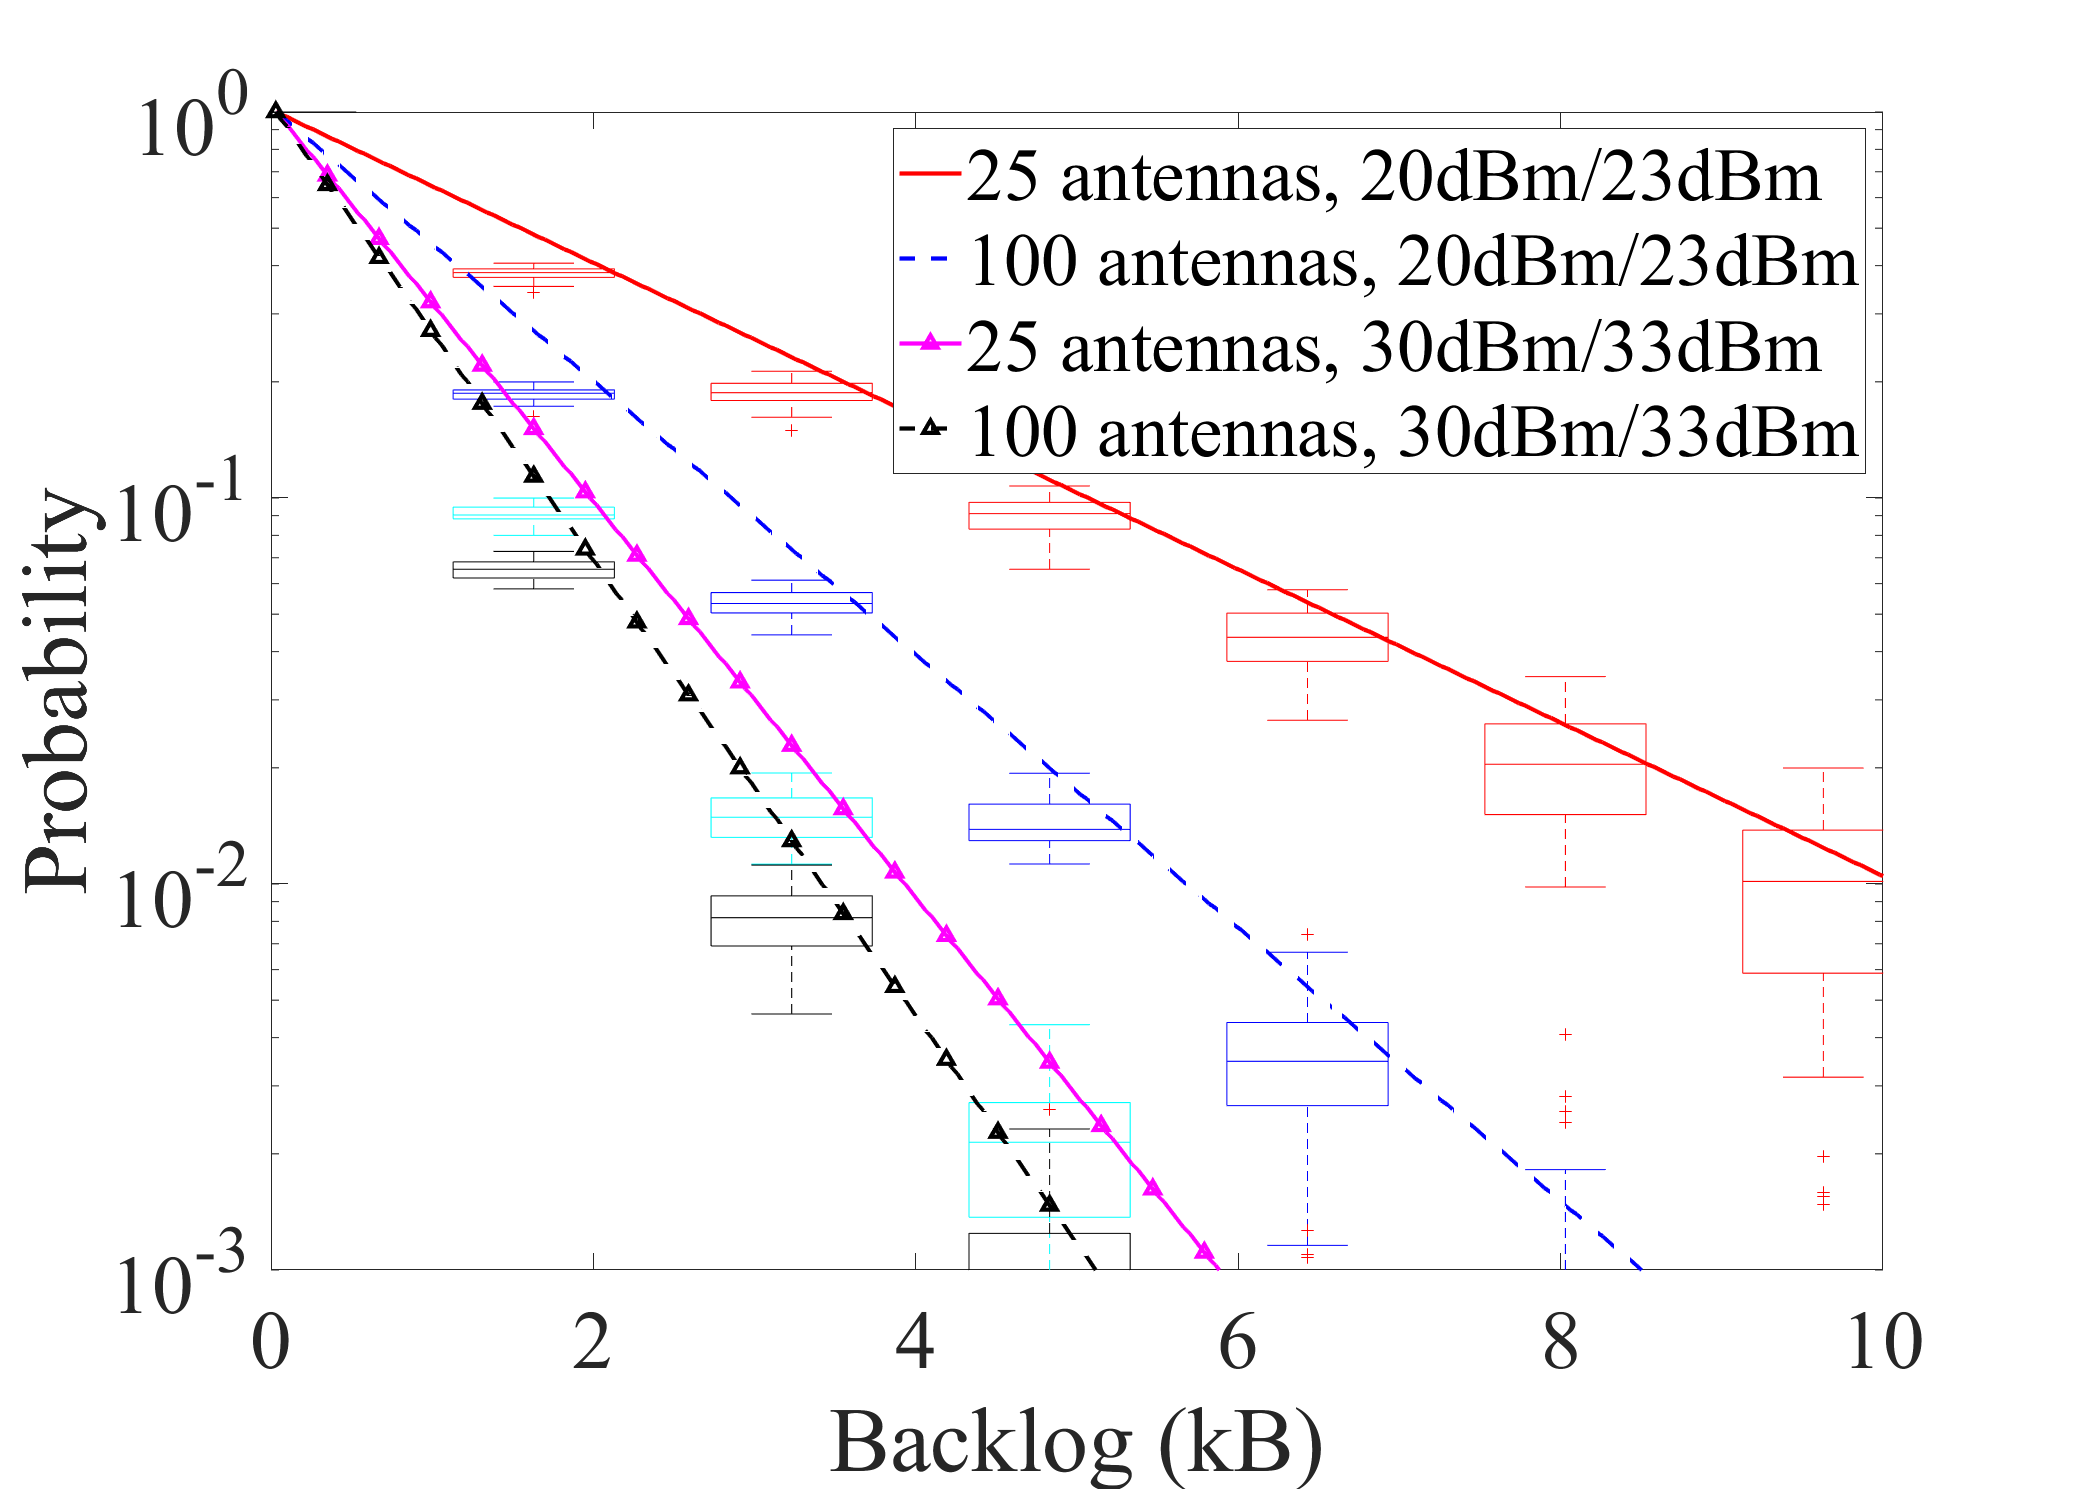 10^0
10^-1
10^-2
10^-3
Probability
25 antennas, 20dBm/23dBm
100 antennas, 20dBm/23dBm
25 antennas, 30dBm/33dBm
100 antennas, 30dBm/33dBm
0 2 4 6 8 10
Backlog (kB)